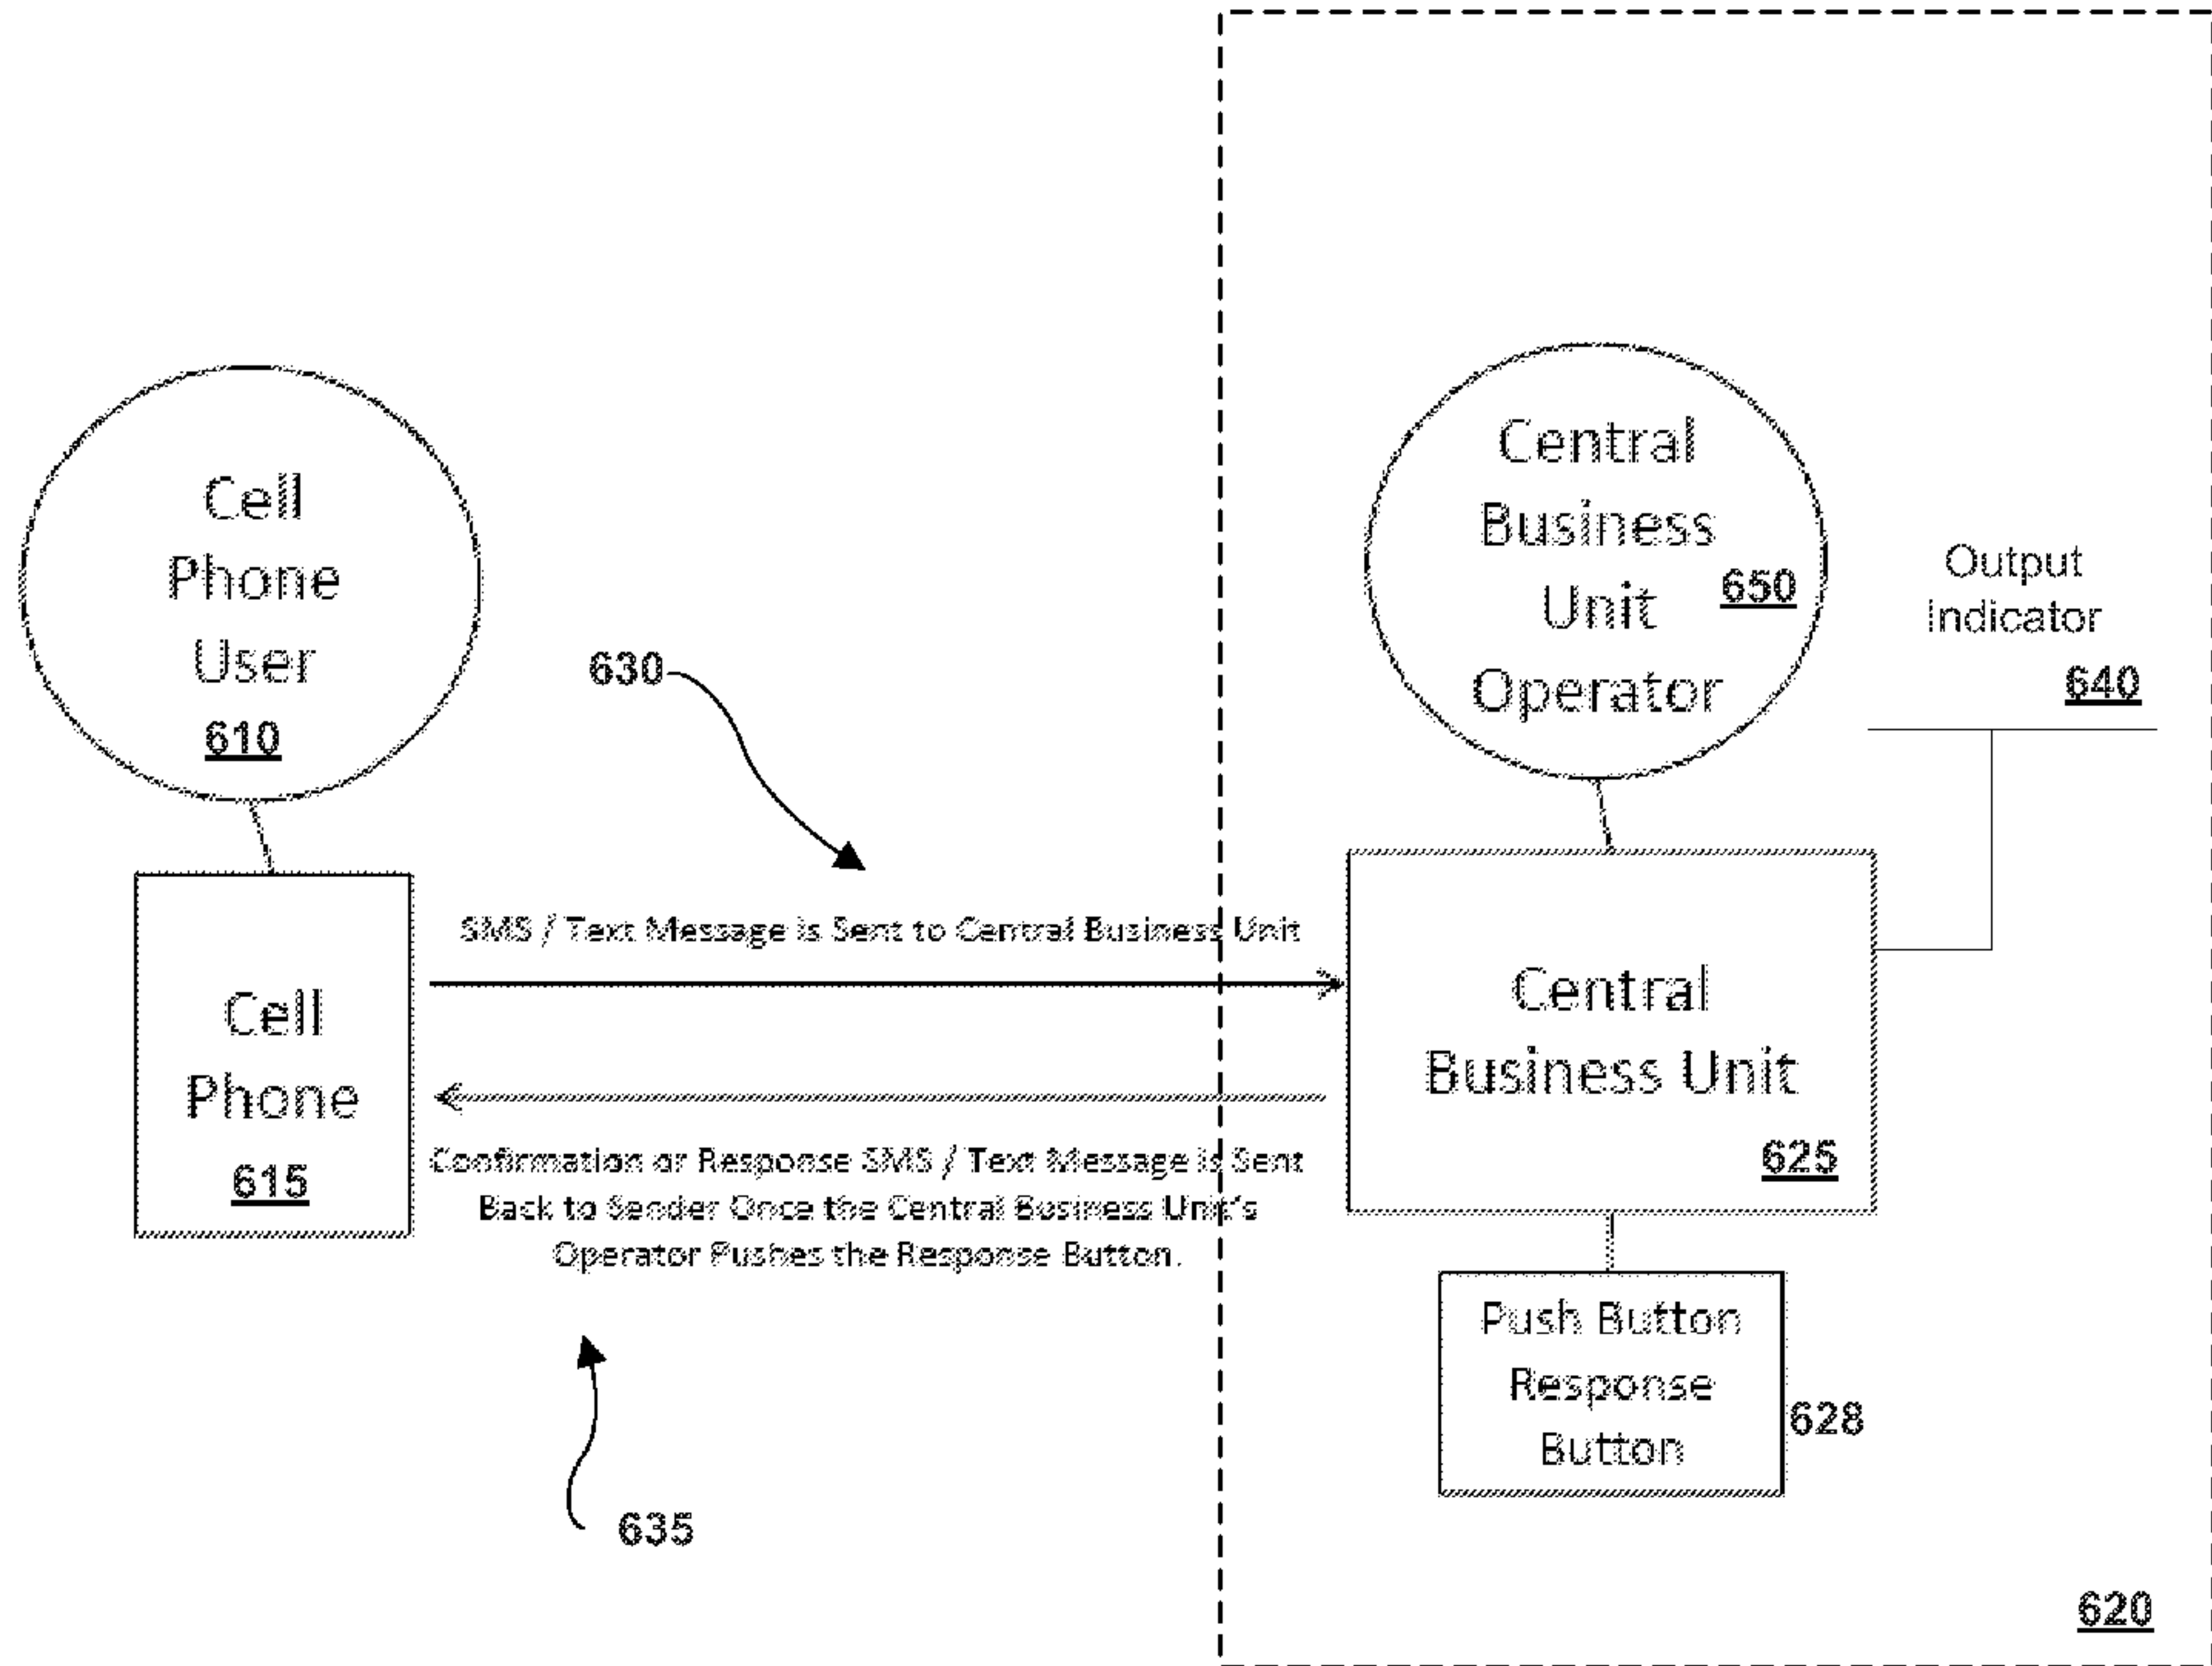 Cell
Phone
User
610
630
Central
Business
Unit
650
Operator
Output
Indicator
640
SMS / Text Message is Sent to Central Business Unit
Cell
Phone
615
Central
Business Unit
625
Confirmation or Response SMS / Text Message is Sent
Back to Sender Once the Central Business Unit's
Operator Pushes the Response Button.
635
Push Button
Response
Button
628
620